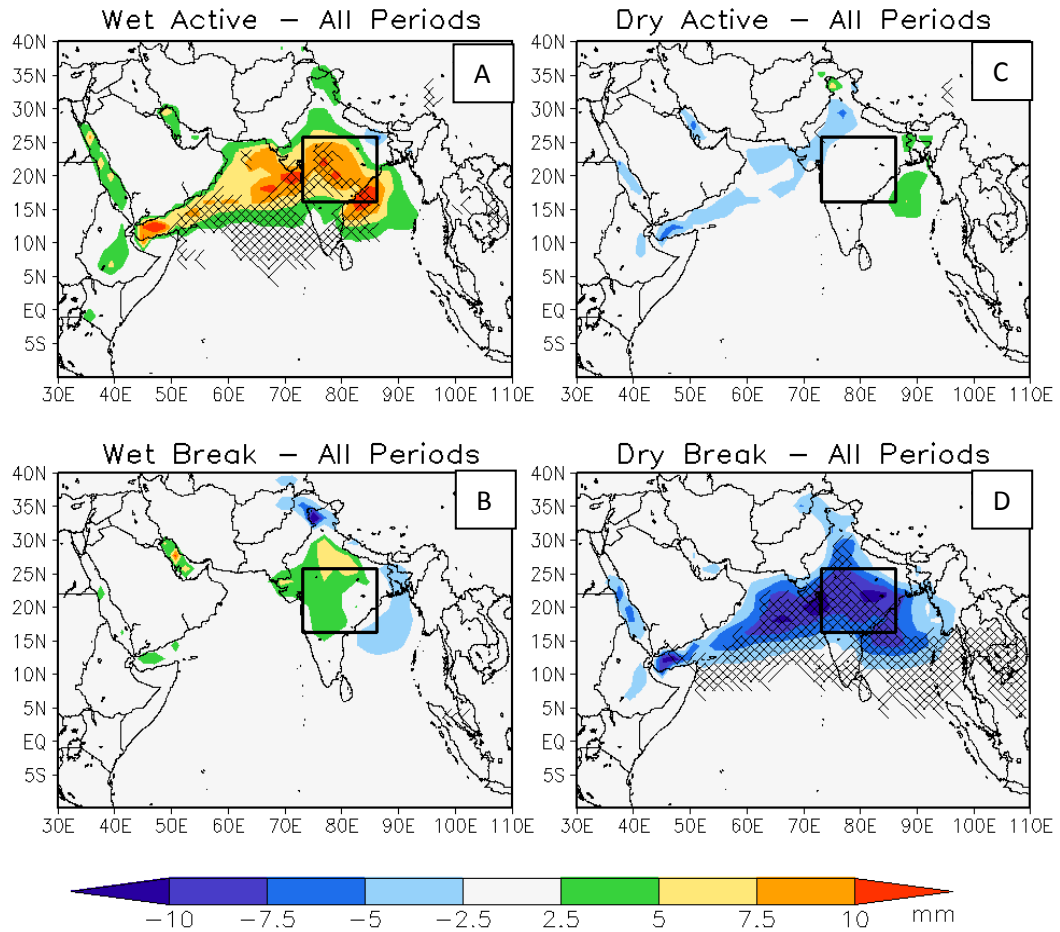 Wet Active – All Periods
Dry Active – All Periods
A
C
40N
35N
30N
25N
20N
15N
10N
5N
EQ
5S
30E 40E 50E 60E 70E 80E 90E 100E 110E
40N
35N
30N
25N
20N
15N
10N
5N
EQ
5S
30E 40E 50E 60E 70E 80E 90E 100E 110E
Wet Break – All Periods
Dry Break – All Periods
B
D
40N
35N
30N
25N
20N
15N
10N
5N
EQ
5S
30E 40E 50E 60E 70E 80E 90E 100E 110E
40N
35N
30N
25N
20N
15N
10N
5N
EQ
5S
30E 40E 50E 60E 70E 80E 90E 100E 110E
−10 −7.5 −5 −2.5 2.5 5 7.5 10 mm